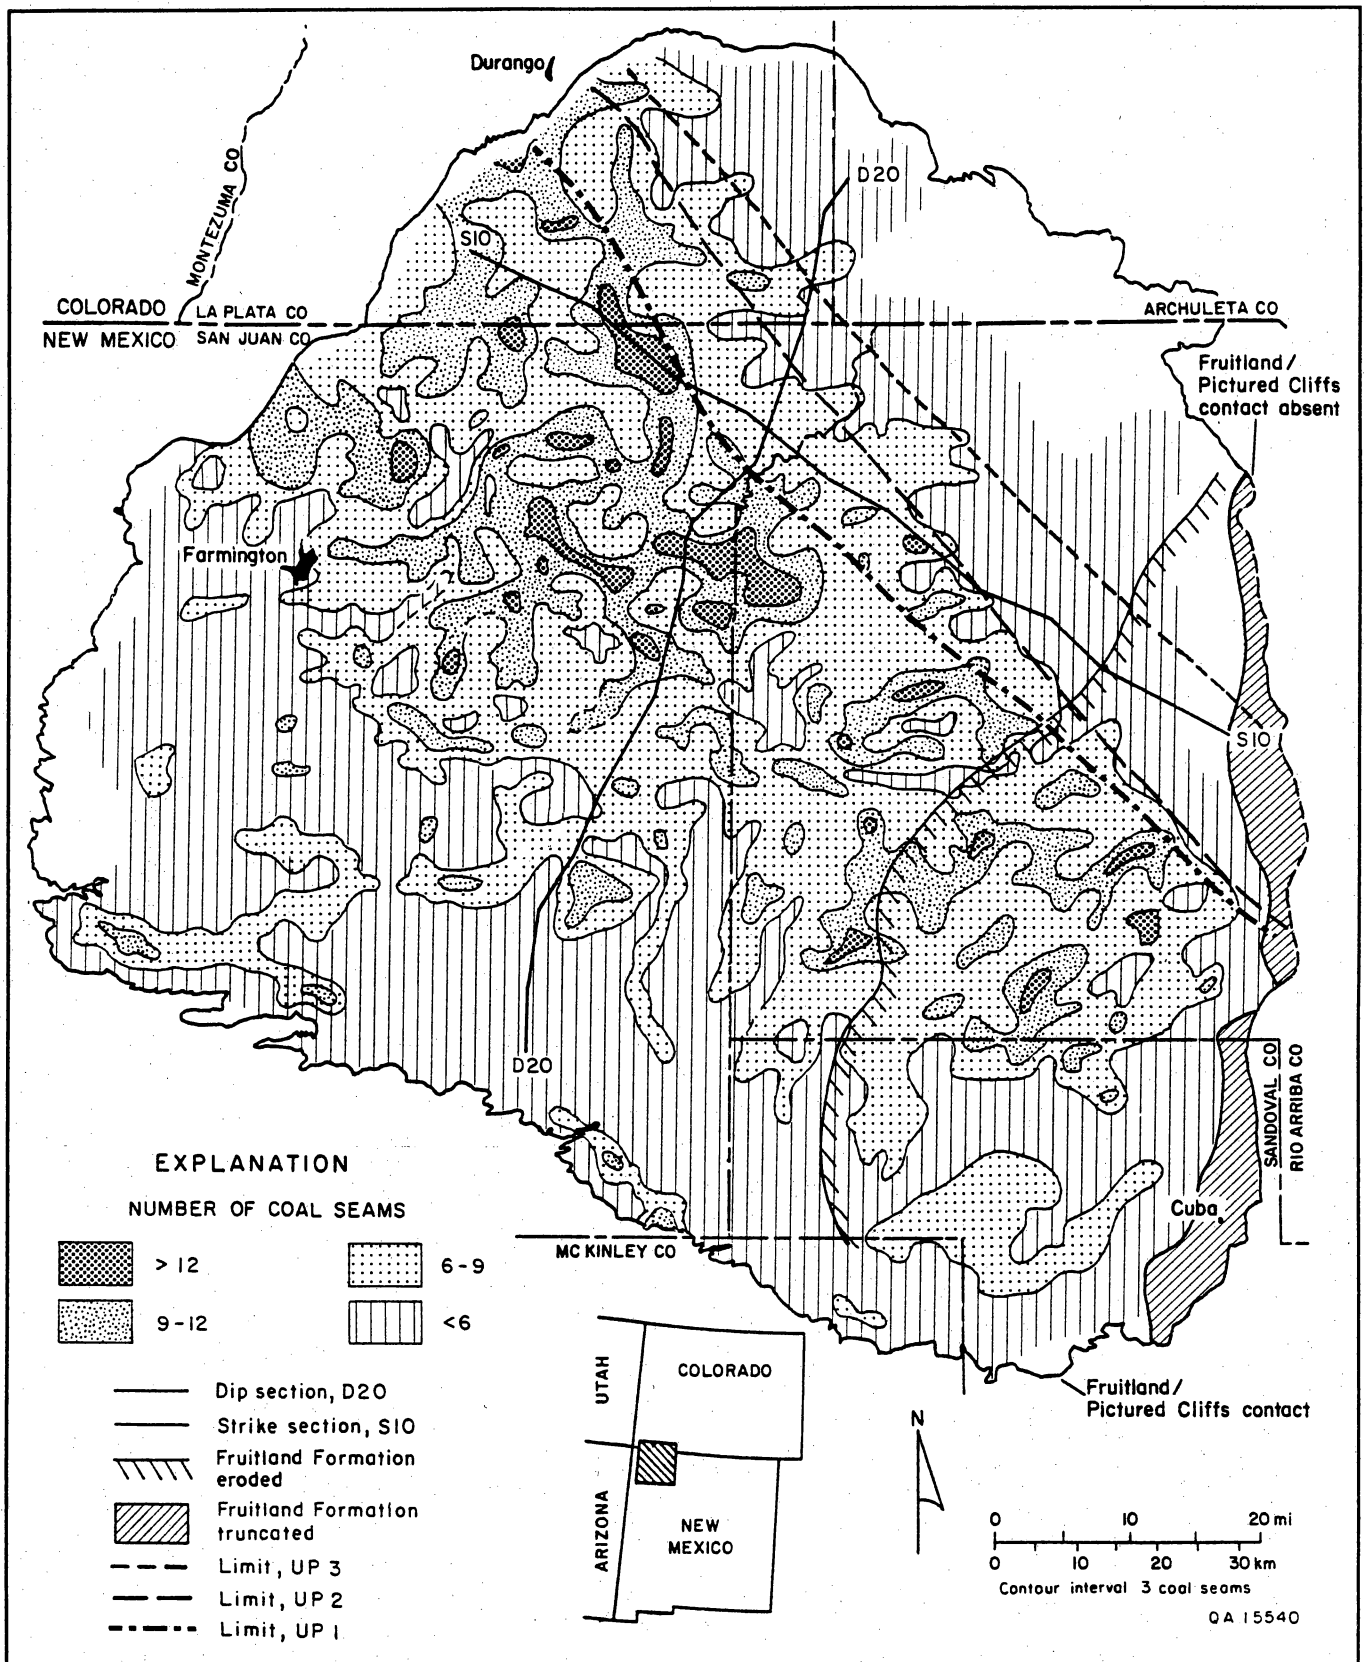 Durango
MONTEZUMA CO
D20
S10
COLORADO
LA PLATA CO
ARCHULETA CO
NEW MEXICO
SAN JUAN CO
Fruitland/
Pictured Cliffs
contact absent
Farmington
S10
D20
SANDOVAL CO
RIO ARRIBA CO
Cuba
MC KINLEY CO
EXPLANATION
NUMBER OF COAL SEAMS
> 12
6-9
9-12
<6
Dip section, D20
Strike section, S10
Fruitland Formation
eroded
Fruitland Formation
truncated
Limit, UP 3
Limit, UP 2
Limit, UP 1
UTAH
COLORADO
ARIZONA
NEW
MEXICO
Fruitland/
Pictured Cliffs contact
N
0 10 20 mi
0 10 20 30 km
Contour interval 3 coal seams
QA 15540